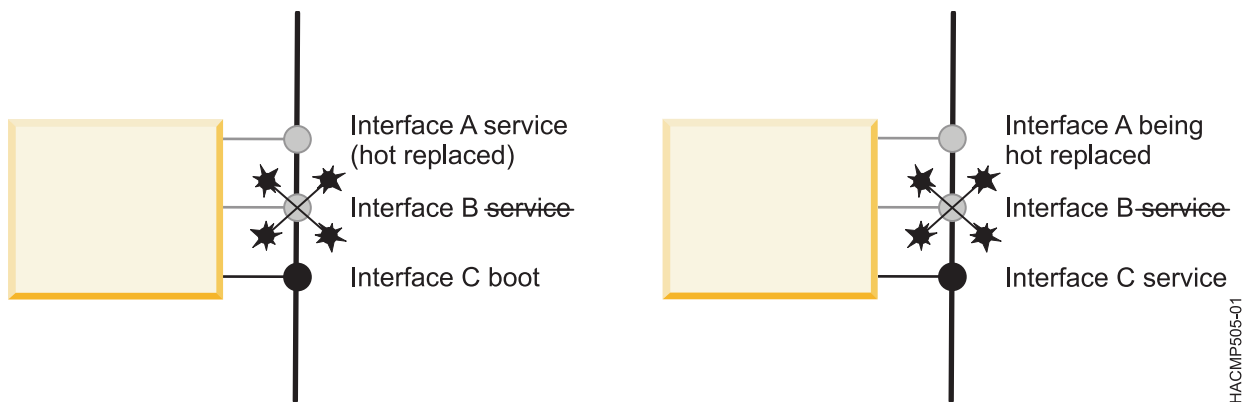 Interface A service
(hot replaced)
Interface B service
Interface C boot
Interface A being
hot replaced
Interface B service
Interface C service
HACMP505-01